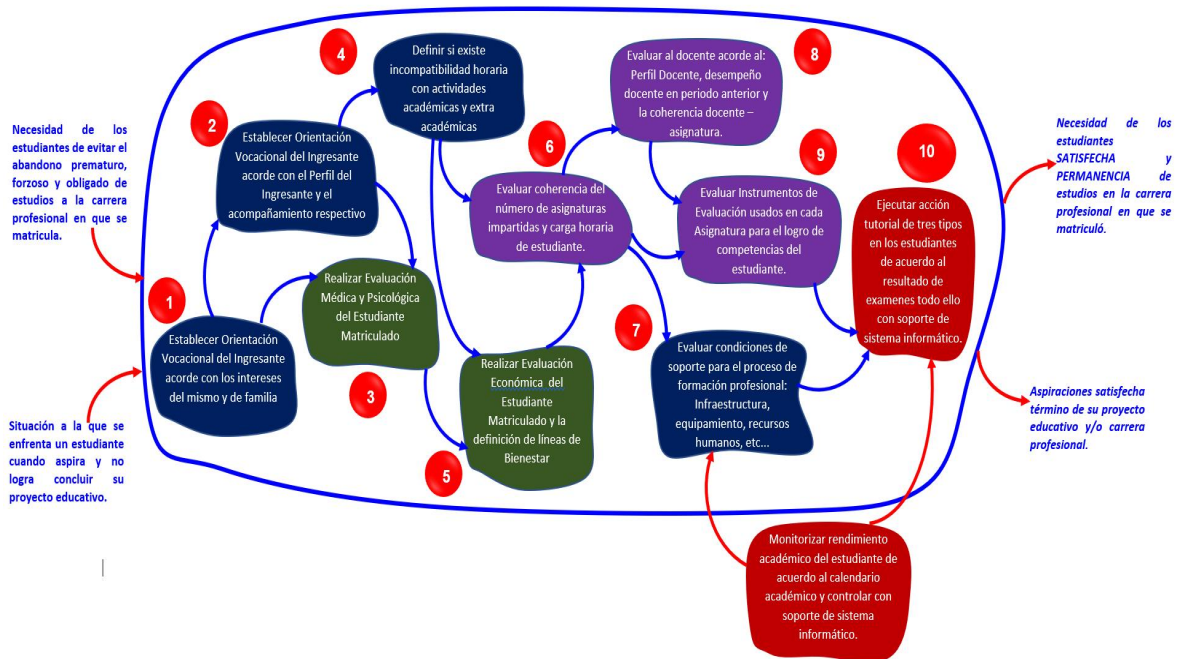 Necesidad de los
estudiantes de evitar el
abandono prematuro,
forzoso y obligado de
estudios a la carrera
profesional en que se
matricula.
Situación a la que se
enfrenta un estudiante
cuando aspira y no
logra concluir su
proyecto educativo.
1
Establecer Orientación
Vocacional del Ingresante
acorde con los intereses
del mismo y de familia
2
Establecer Orientación
Vocacional del Ingresante
acorde con el Perfil del
Ingresante y el
acompañamiento respectivo
Realizar Evaluación
Médica y Psicológica
del Estudiante
Matriculado
3
4
Definir si existe
incompatibilidad horaria
con actividades
académicas y extra
académicas
Realizar Evaluación
Económica del
Estudiante
Matriculado y la
definición de líneas de
Bienestar
5
6
Evaluar coherencia del
número de asignaturas
impartidas y carga horaria
de estudiante.
7
Evaluar condiciones de
soporte para el proceso de
formación profesional:
Infraestructura,
equipamiento, recursos
humanos, etc...
8
Evaluar al docente acorde al:
Perfil Docente, desempeño
docente en periodo anterior y
la coherencia docente –
asignatura.
9
Evaluar Instrumentos de
Evaluación usados en cada
Asignatura para el logro de
competencias del
estudiante.
10
Ejecutar acción
tutorial de tres tipos
en los estudiantes
de acuerdo al
resultado de
examenes todo ello
con soporte de
sistema informático.
Monitorizar rendimiento
académico del estudiante de
acuerdo al calendario
académico y controlar con
soporte de sistema
informático.
Necesidad de los
estudiantes
SATISFECHA y
PERMANENCIA de
estudios en la carrera
profesional en que se
matriculó.
Aspiraciones satisfecha
término de su proyecto
educativo y/o carrera
profesional.